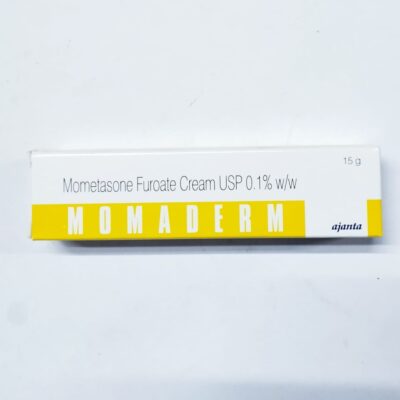 15 g
Mometasone Furoate Cream USP 0.1% w/w
MOMADERM
ajanta